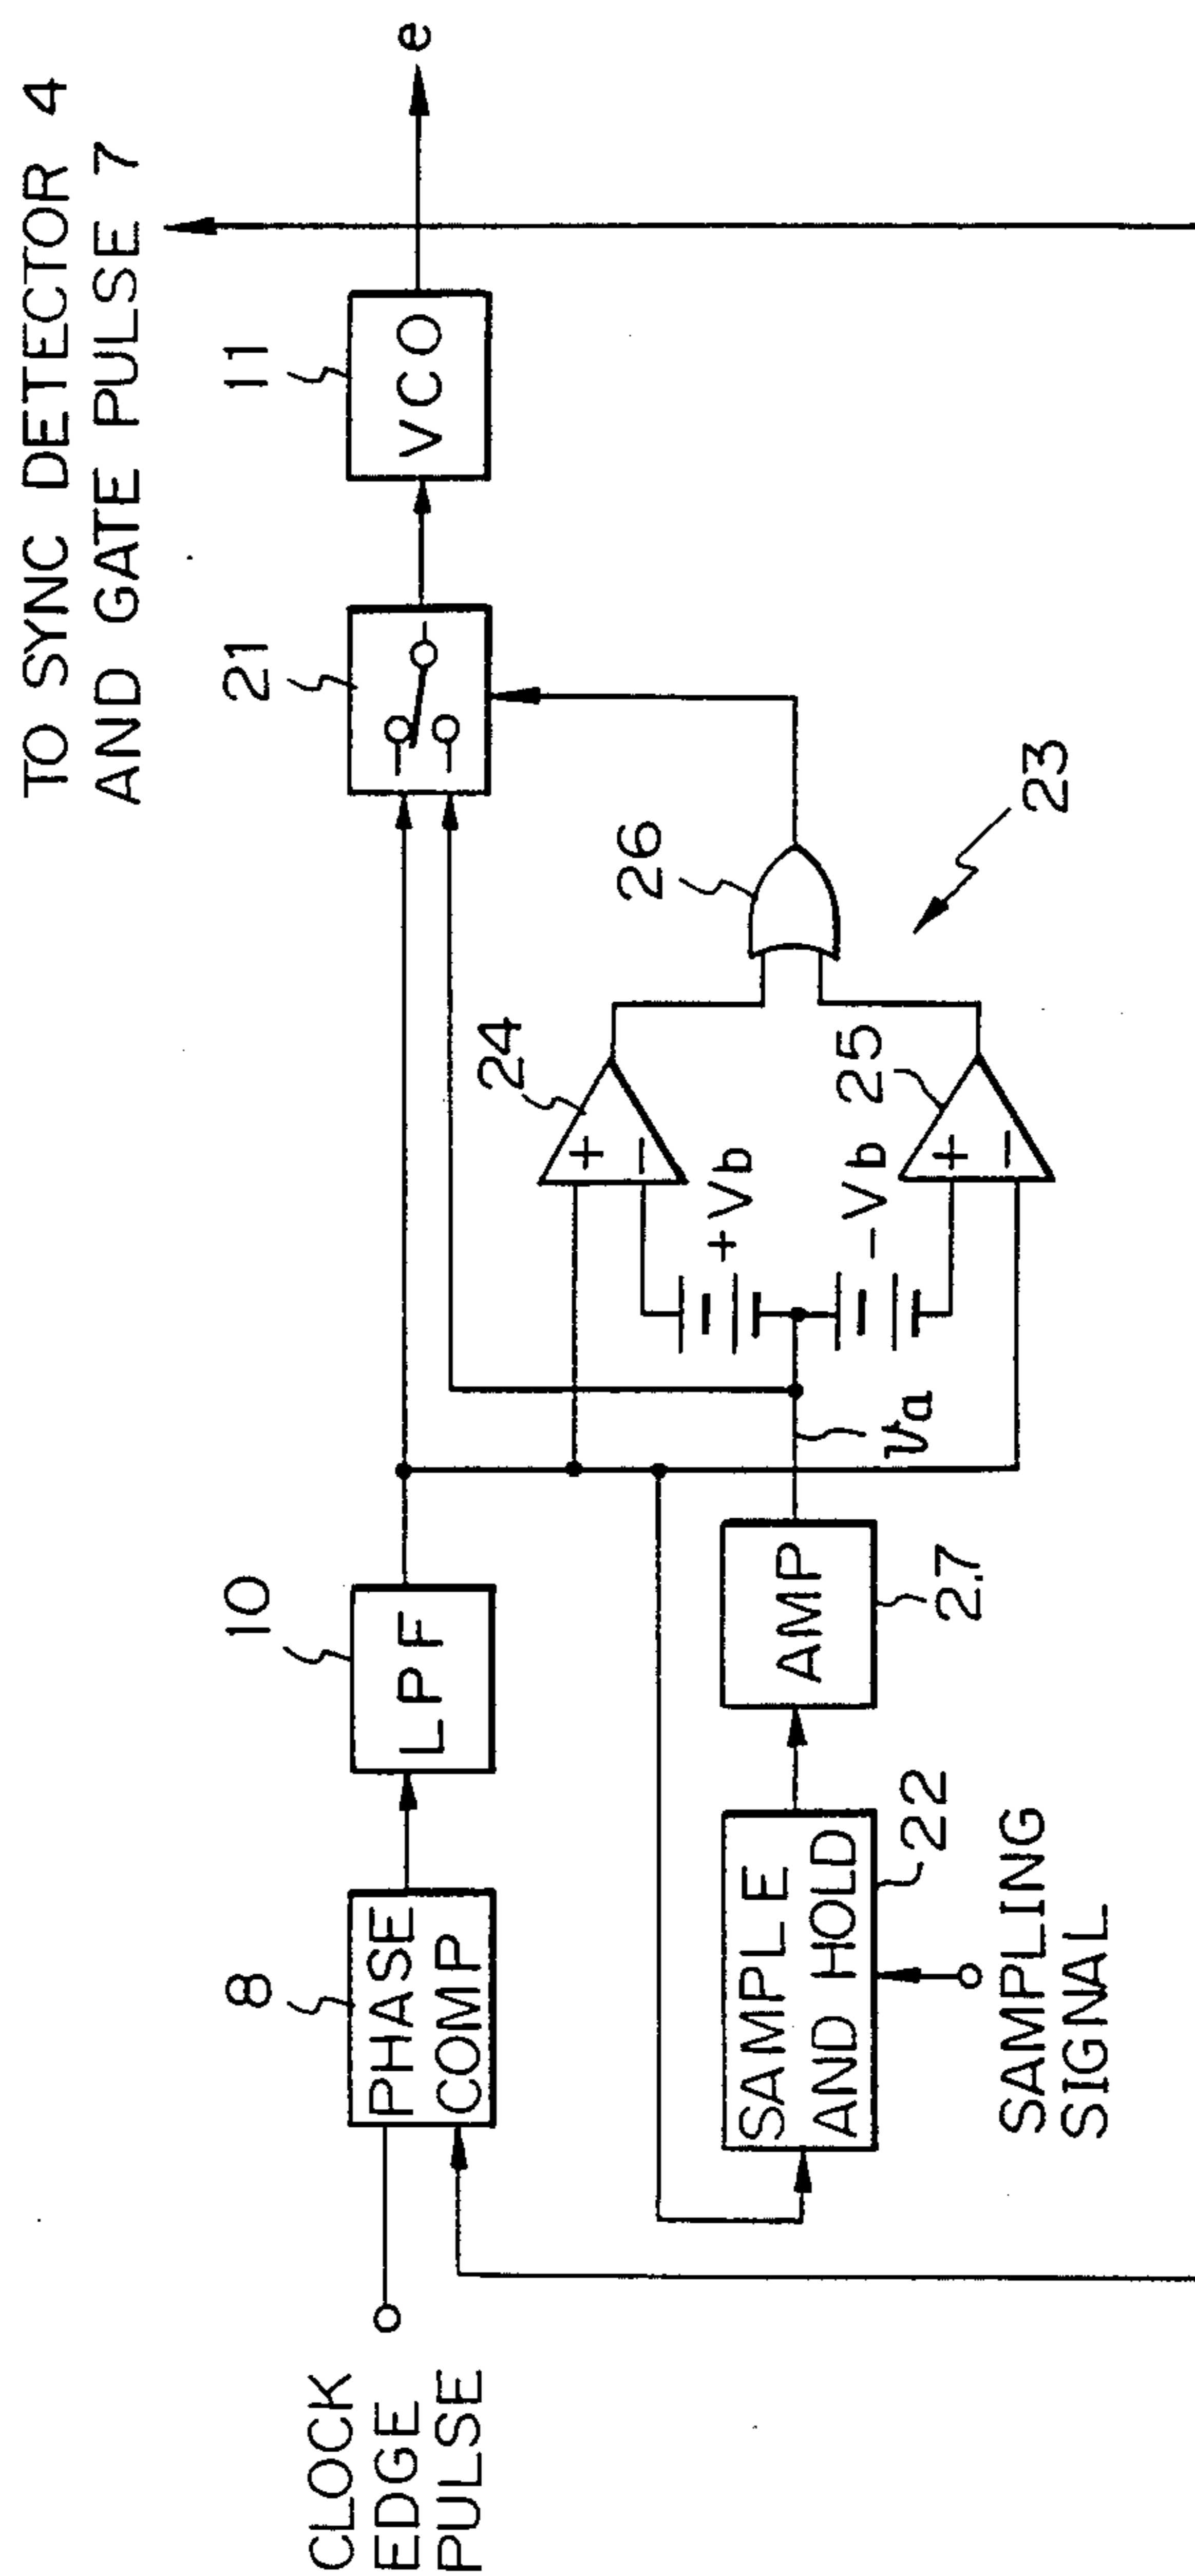 TO SYNC DETECTOR 4
AND GATE PULSE 7
CLOCK
EDGE
PULSE
8
PHASE
COMP
10
LPF
21
11
VCO
e
SAMPLE
AND HOLD
22
SAMPLING
SIGNAL
AMP
27
va
+Vb
-Vb
24
+
-
25
+
-
26
23